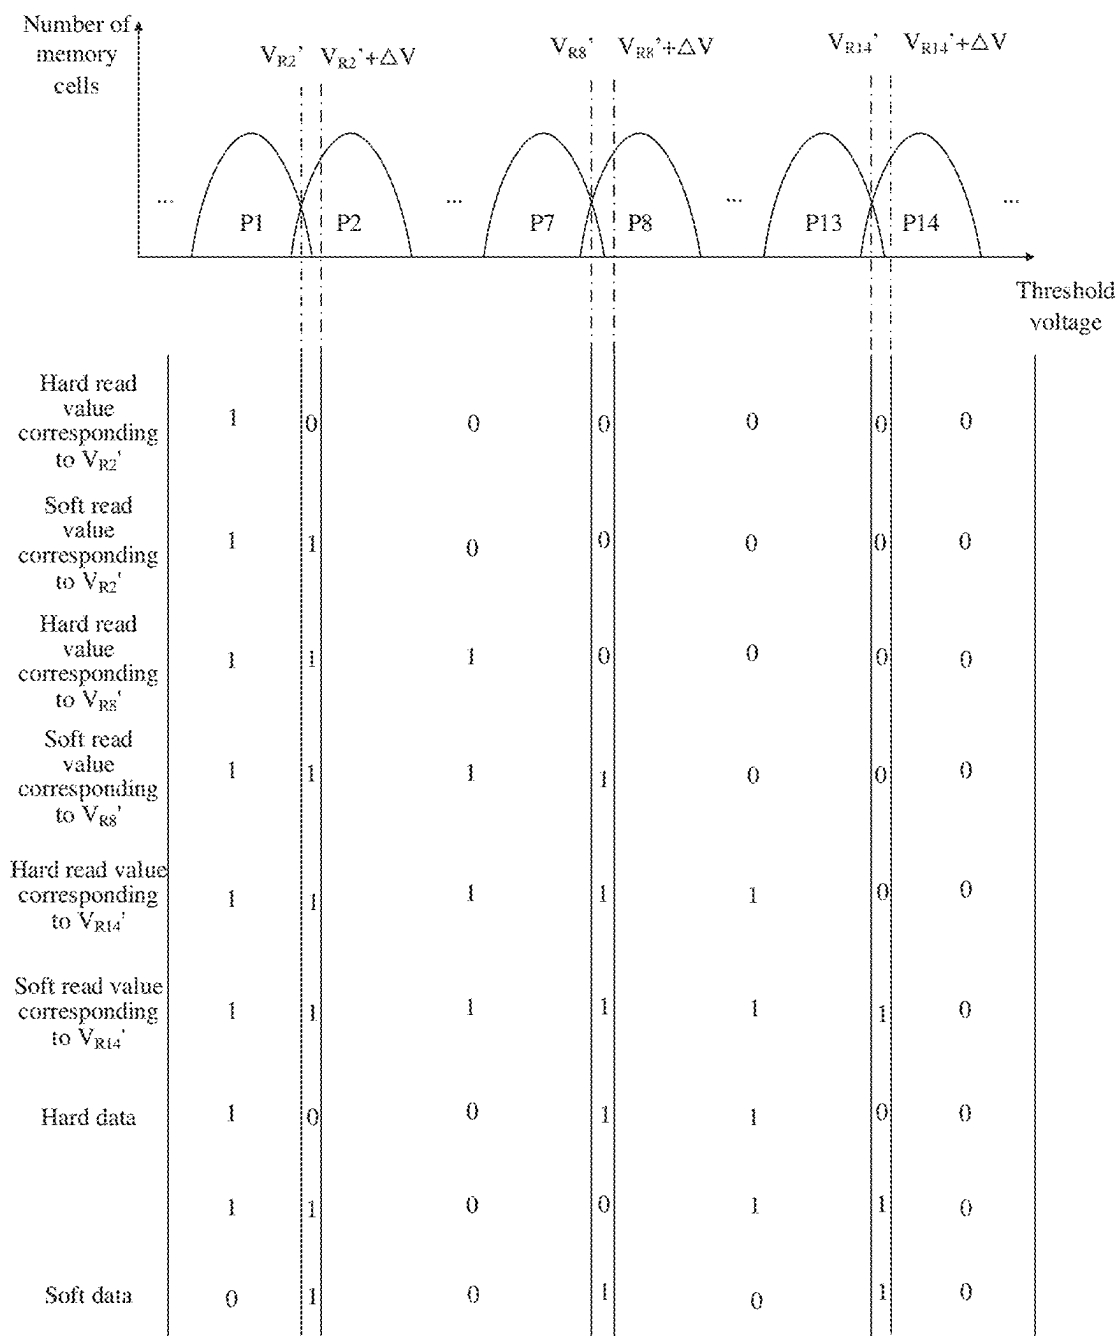 Number of
memory
cells
V_R2' V_R2'+△V V_R8' V_R8'+△V V_R14' V_R14'+△V
... P1 P2 ... P7 P8 ... P13 P14 ...
Threshold
voltage
Hard read
value
corresponding
to V_R2'
1 0 0 0 0 0 0
Soft read
value
corresponding
to V_R2'
1 1 0 0 0 0 0
Hard read
value
corresponding
to V_R8'
1 1 1 0 0 0 0
Soft read
value
corresponding
to V_R8'
1 1 1 1 0 0 0
Hard read value
corresponding
to V_R14'
1 1 1 1 1 0 0
Soft read value
corresponding
to V_R14'
1 1 1 1 1 1 0
Hard data 1 0 0 1 1 0 0
1 1 0 0 1 1 0
Soft data 0 1 0 1 0 1 0